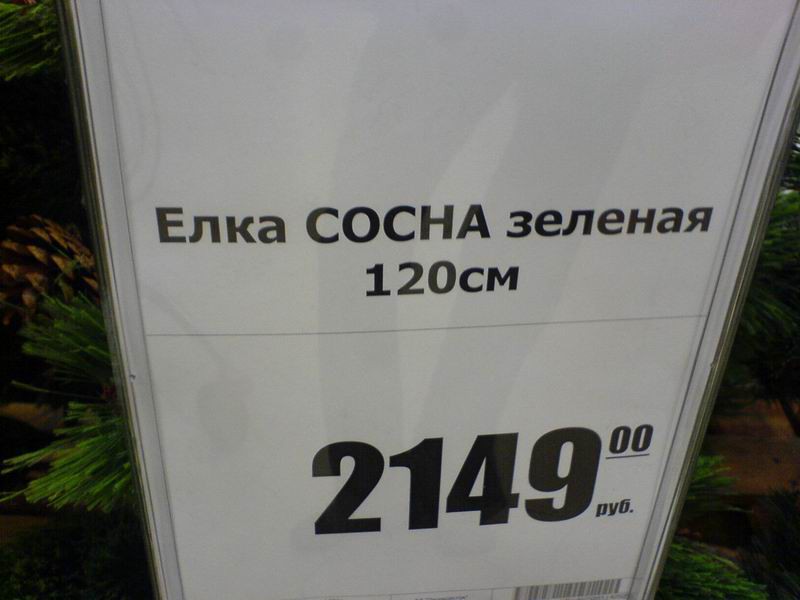 Елка СОСНА зеленая
120см
2149 00
руб.